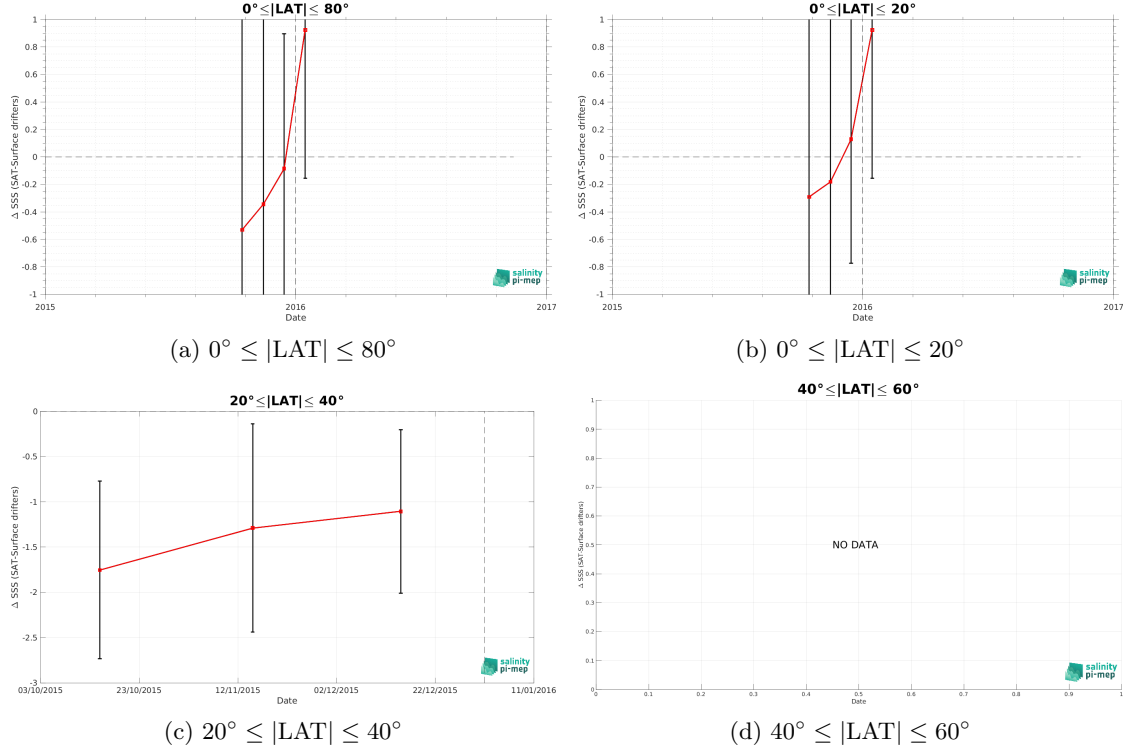 0°≤|LAT|≤ 80°
1
0.8
0.6
0.4
0.2
0
-0.2
-0.4
-0.6
-0.8
-1
Δ SSS (SAT-Surface drifters)
2015
2016
2017
Date
salinity
pi-mep
(a) 0° ≤ |LAT| ≤ 80°
0°≤|LAT|≤ 20°
1
0.8
0.6
0.4
0.2
0
-0.2
-0.4
-0.6
-0.8
-1
Δ SSS (SAT-Surface drifters)
2015
2016
2017
Date
salinity
pi-mep
(b) 0° ≤ |LAT| ≤ 20°
20°≤|LAT|≤ 40°
0
-0.5
-1
-1.5
-2
-2.5
-3
Δ SSS (SAT-Surface drifters)
03/10/2015
23/10/2015
12/11/2015
02/12/2015
22/12/2015
11/01/2016
Date
salinity
pi-mep
(c) 20° ≤ |LAT| ≤ 40°
40°≤|LAT|≤ 60°
1
0.9
0.8
0.7
0.6
0.5
0.4
0.3
0.2
0.1
0
Δ SSS (SAT-Surface drifters)
NO DATA
0
0.1
0.2
0.3
0.4
0.5
0.6
0.7
0.8
0.9
1
Date
salinity
pi-mep
(d) 40° ≤ |LAT| ≤ 60°